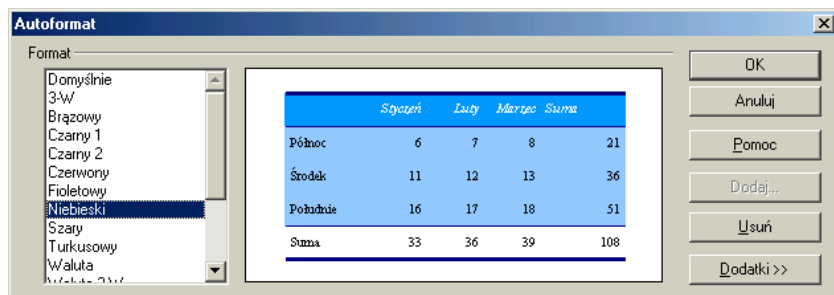 Autoformat
Format
Domyślnie
3-W
Brązowy
Czarny 1
Czarny 2
Czerwony
Fioletowy
Niebieski
Szary
Turkusowy
Waluta
Styczeń Luty Marzec Suma
Północ 6 7 8 21
Środek 11 12 13 36
Południe 16 17 18 51
Suma 33 36 39 108
OK
Anuluj
Pomoc
Dodaj...
Usuń
Dodatki >>